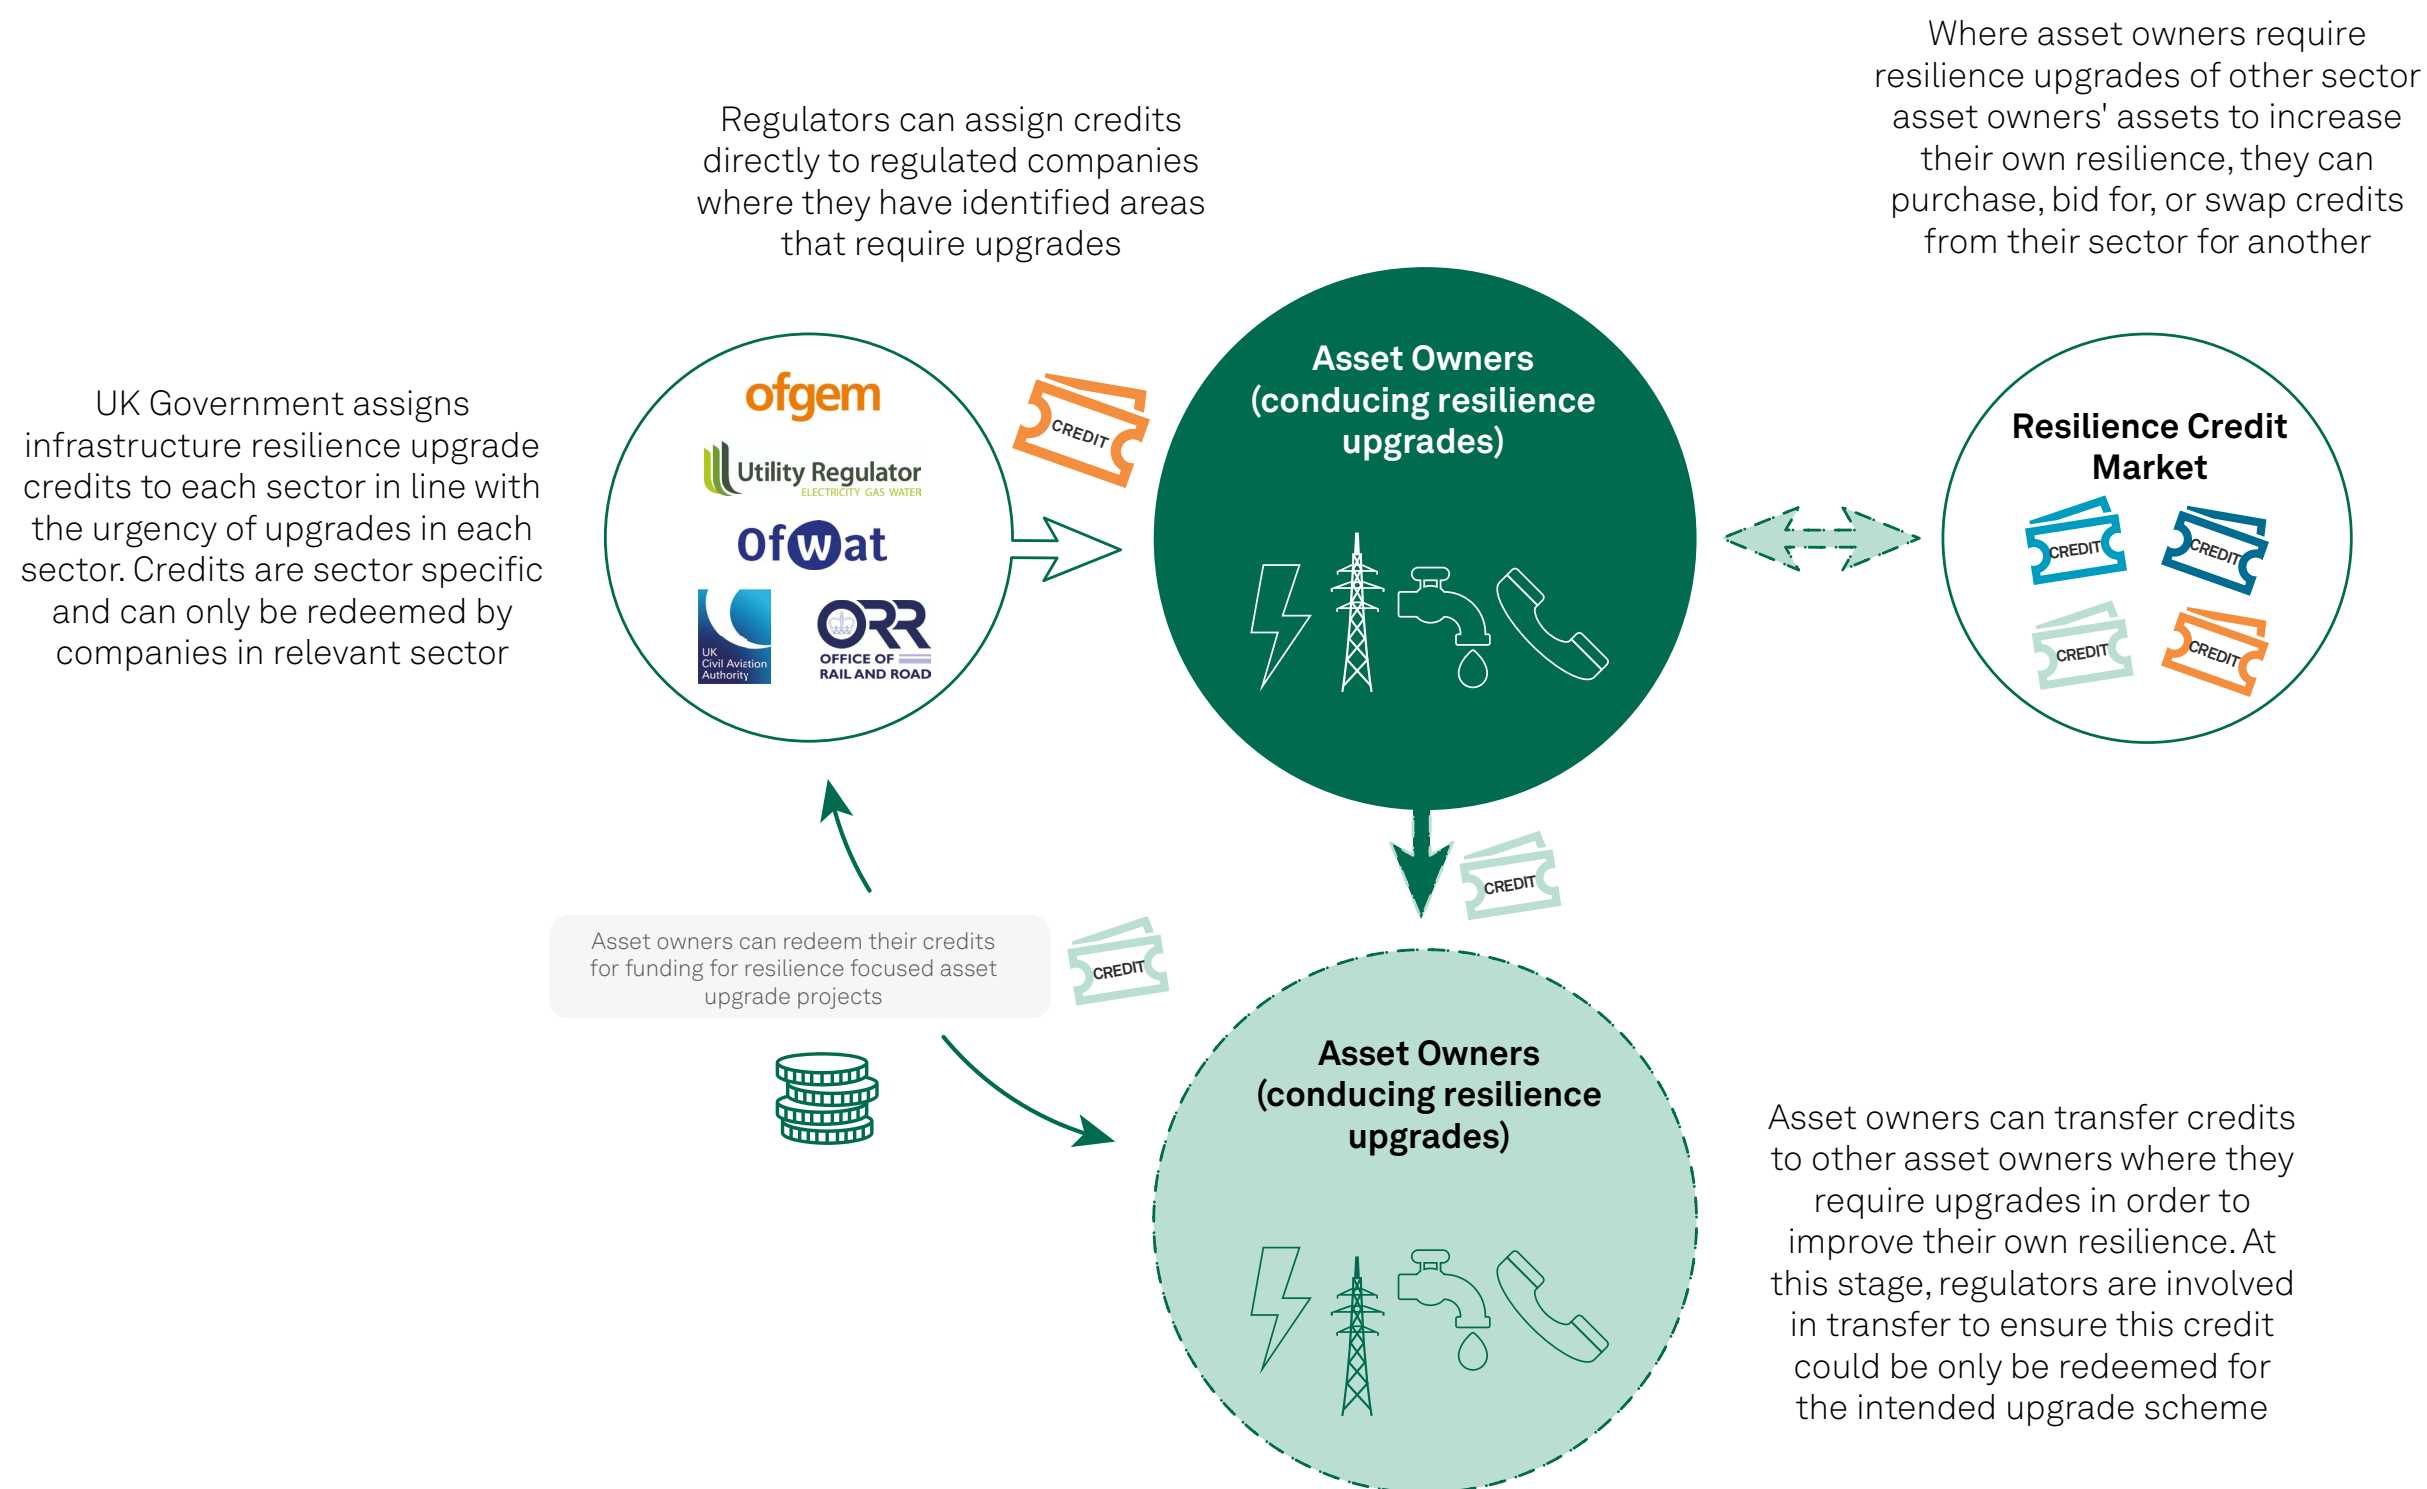 Where asset owners require
resilience upgrades of other sector
asset owners' assets to increase
their own resilience, they can
purchase, bid for, or swap credits
from their sector for another
Regulators can assign credits
directly to regulated companies
where they have identified areas
that require upgrades
UK Government assigns
infrastructure resilience upgrade
credits to each sector in line with
the urgency of upgrades in each
sector. Credits are sector specific
and can only be redeemed by
companies in relevant sector
ofgem
Utility Regulator
ELECTRICITY GAS WATER
Ofwat
UK
Civil Aviation
Authority
ORR
OFFICE OF
RAIL AND ROAD
CREDIT
Asset Owners
(conducing resilience
upgrades)
Resilience Credit
Market
CREDIT
CREDIT
CREDIT
CREDIT
CREDIT
Asset owners can redeem their credits
for funding for resilience focused asset
upgrade projects
CREDIT
Asset Owners
(conducing resilience
upgrades)
Asset owners can transfer credits
to other asset owners where they
require upgrades in order to
improve their own resilience. At
this stage, regulators are involved
in transfer to ensure this credit
could be only be redeemed for
the intended upgrade scheme